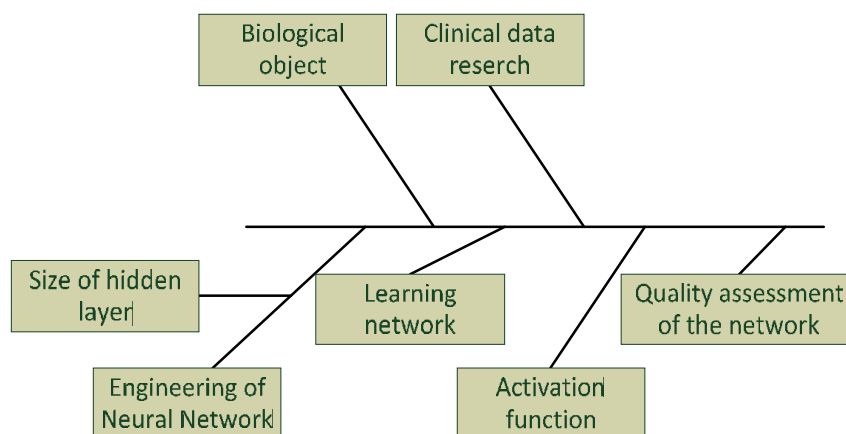 Biological
object
Clinical data
reserch
Size of hidden
layer
Learning
network
Quality assessment
of the network
Engineering of
Neural Network
Activation
function